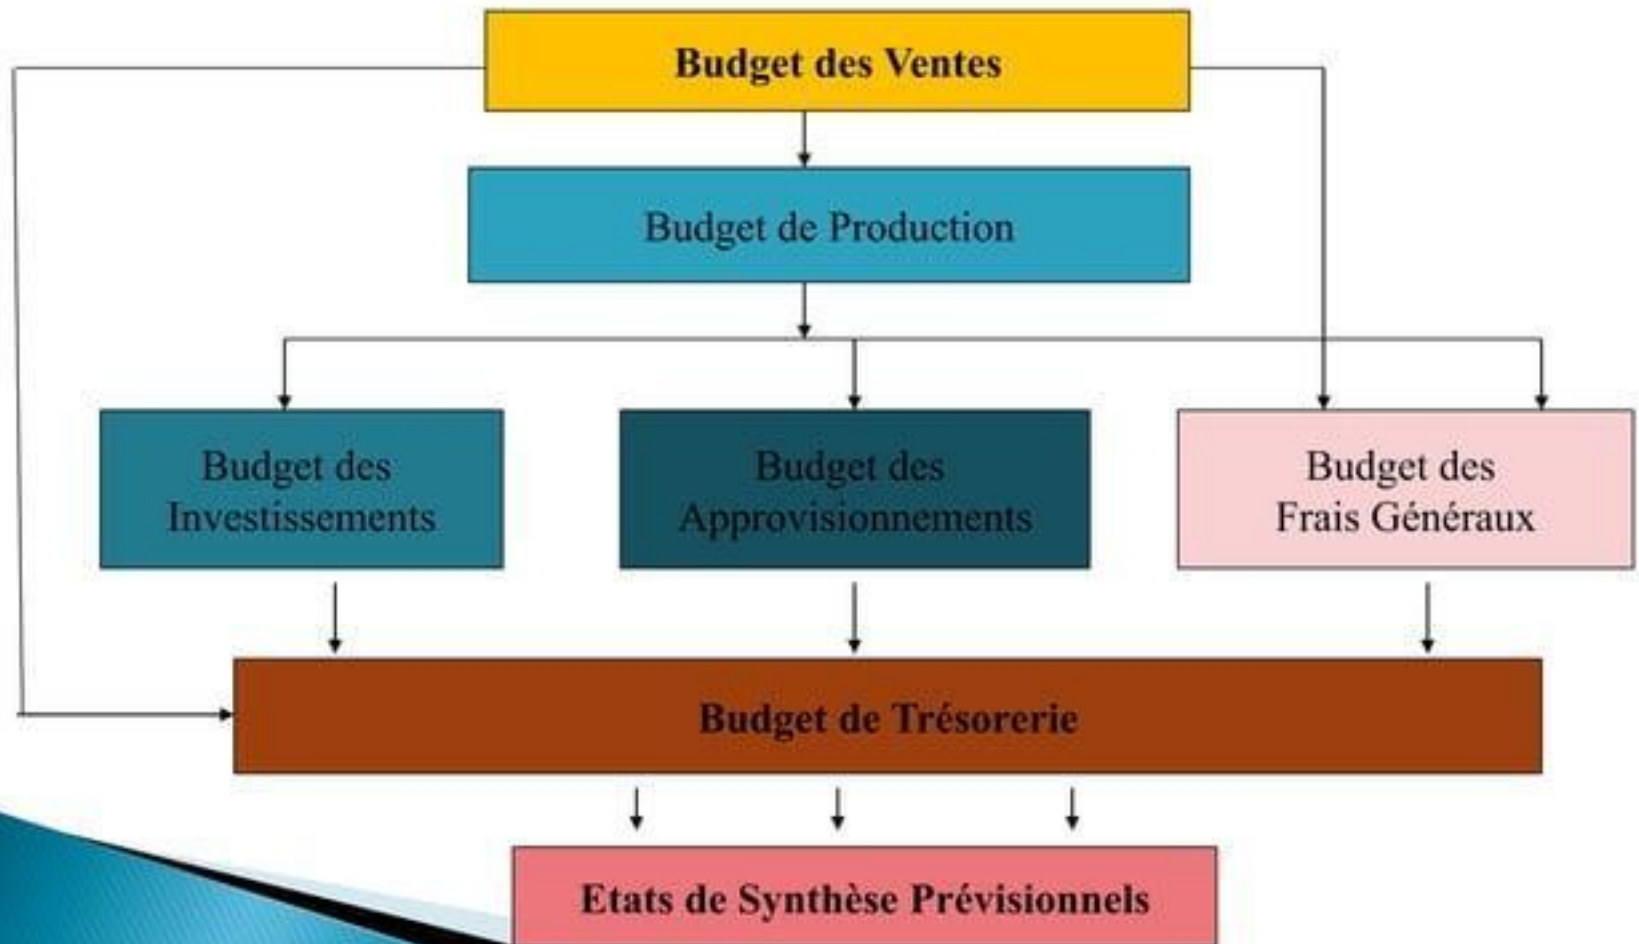 Budget des Ventes
Budget de Production
Budget des
Investissements
Budget des
Approvisionnements
Budget des
Frais Généraux
Budget de Trésorerie
Etats de Synthèse Prévisionnels